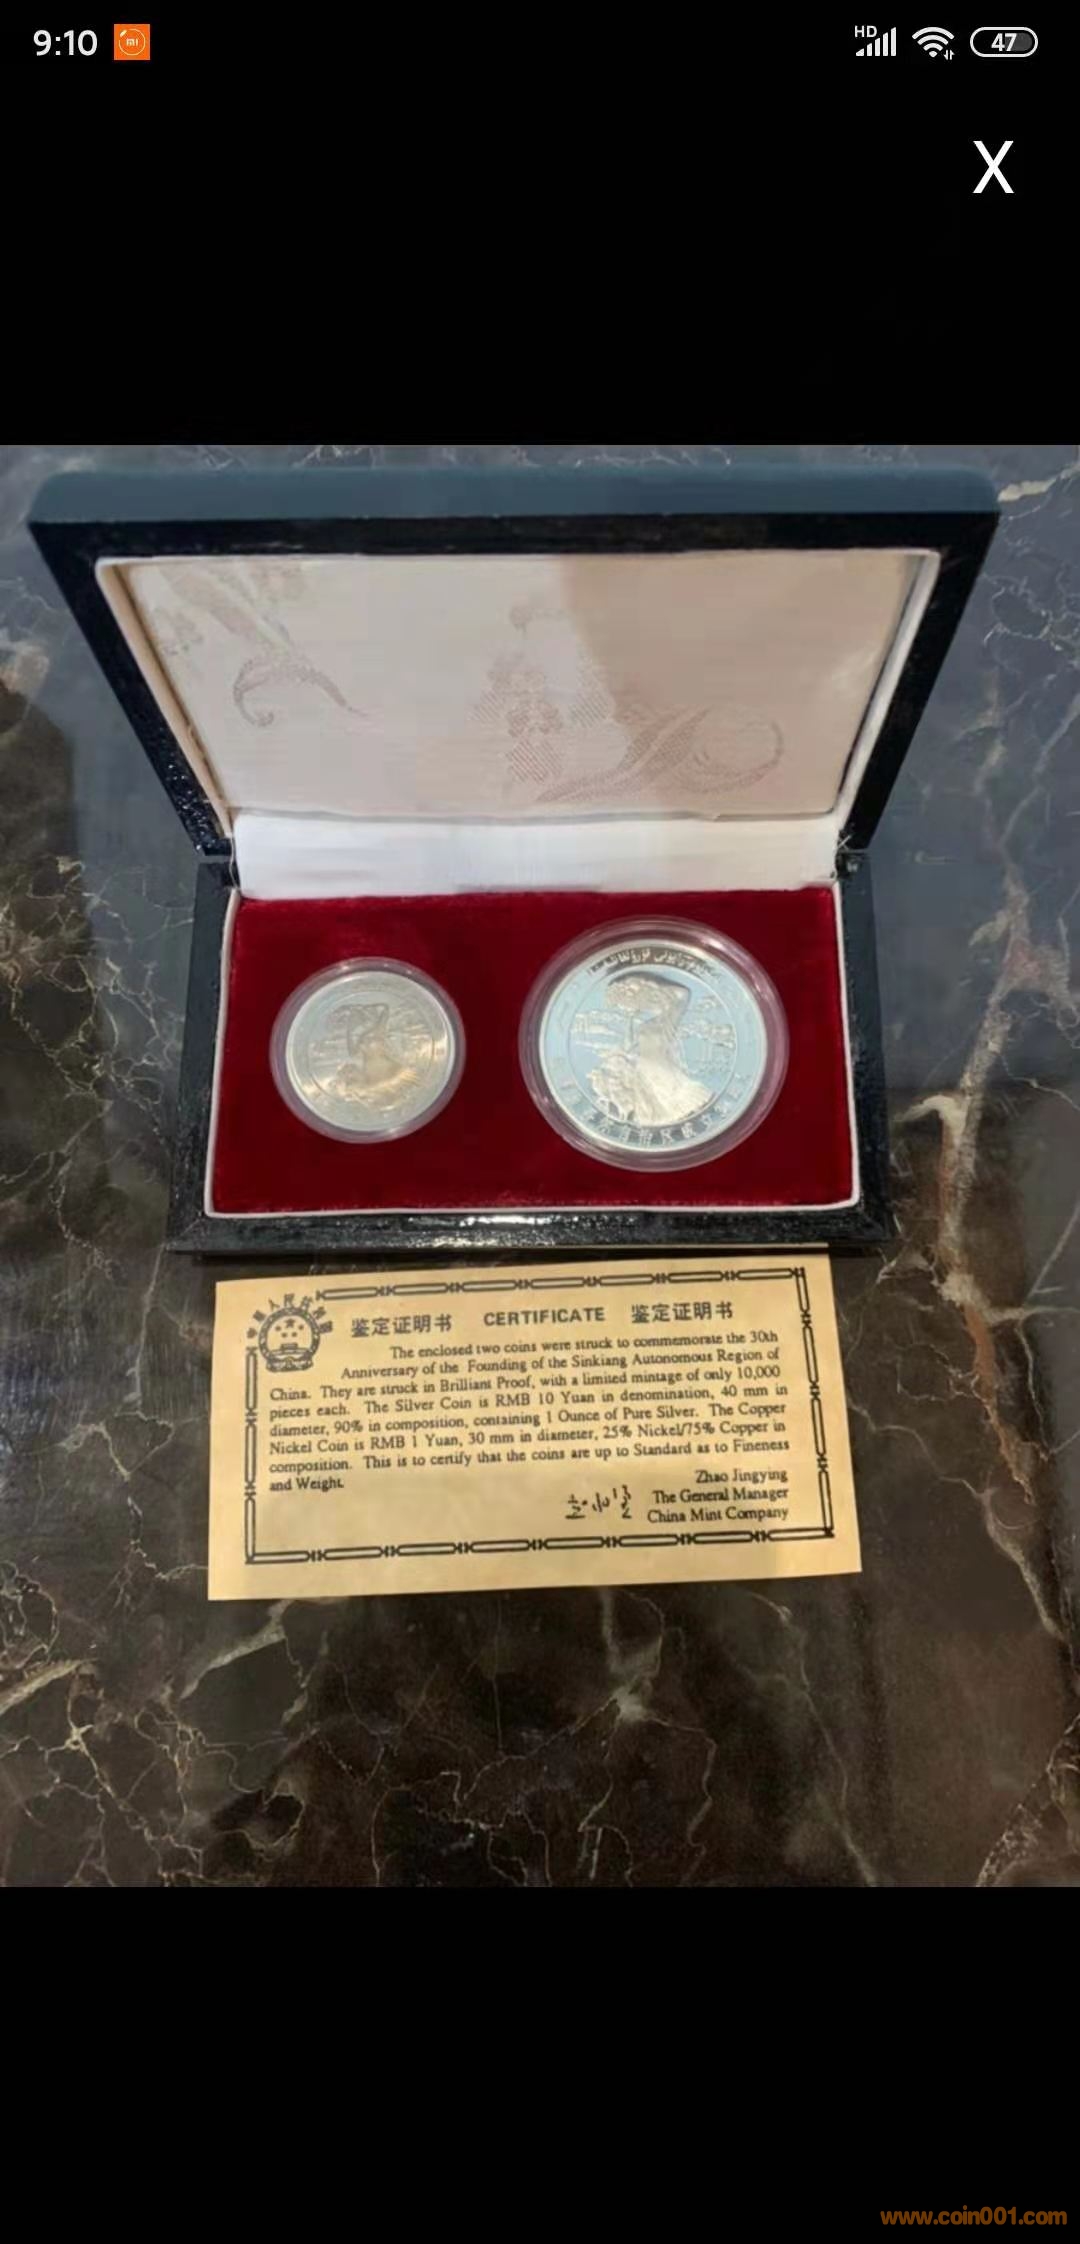 9:10
HD
47
X
鉴定证明书 CERTIFICATE 鉴定证明书
The enclosed two coins were struck to commemorate the 30th
Anniversary of the Founding of the Sinkiang Autonomous Region of
China. They are struck in Brilliant Proof, with a limited mintage of only 10,000
pieces each. The Silver Coin is RMB 10 Yuan in denomination, 40 mm in
diameter, 90% in composition, containing 1 Ounce of Pure Silver. The Copper
Nickel Coin is RMB 1 Yuan, 30 mm in diameter, 25% Nickel/75% Copper in
composition. This is to certify that the coins are up to Standard as to Fineness
and Weight.
Zhao Jingying
The General Manager
China Mint Company
www.coin001.com